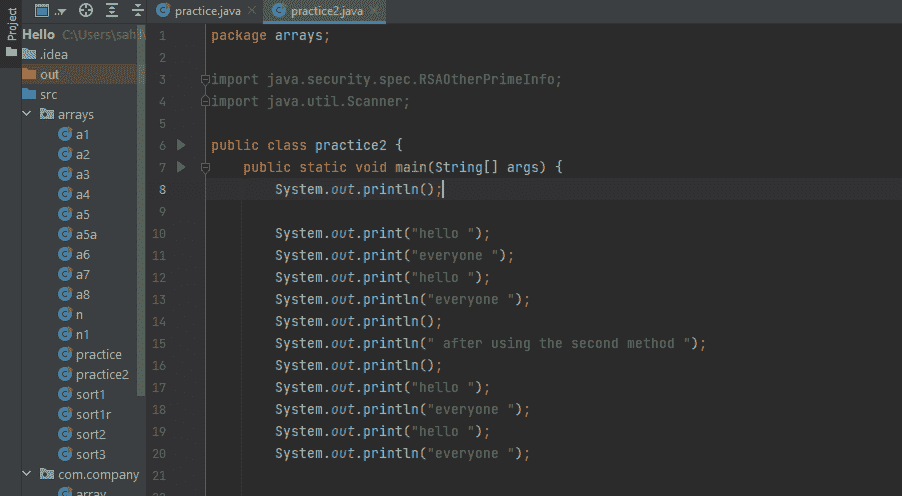 Project
practice.java
practice2.java
Hello C:\Users\sah
.idea
out
src
arrays
a1
a2
a3
a4
a5
a5a
a6
a7
a8
n
n1
practice
practice2
sort1
sort1r
sort2
sort3
com.company
array
1 package arrays;
2
3 import java.security.spec.RSAOtherPrimeInfo;
4 import java.util.Scanner;
5
6 public class practice2 {
7 public static void main(String[] args) {
8 System.out.println();
9
10 System.out.print("hello ");
11 System.out.print("everyone ");
12 System.out.print("hello ");
13 System.out.println("everyone ");
14 System.out.println();
15 System.out.println(" after using the second method ");
16 System.out.println();
17 System.out.print("hello ");
18 System.out.println("everyone ");
19 System.out.print("hello ");
20 System.out.println("everyone ");
21